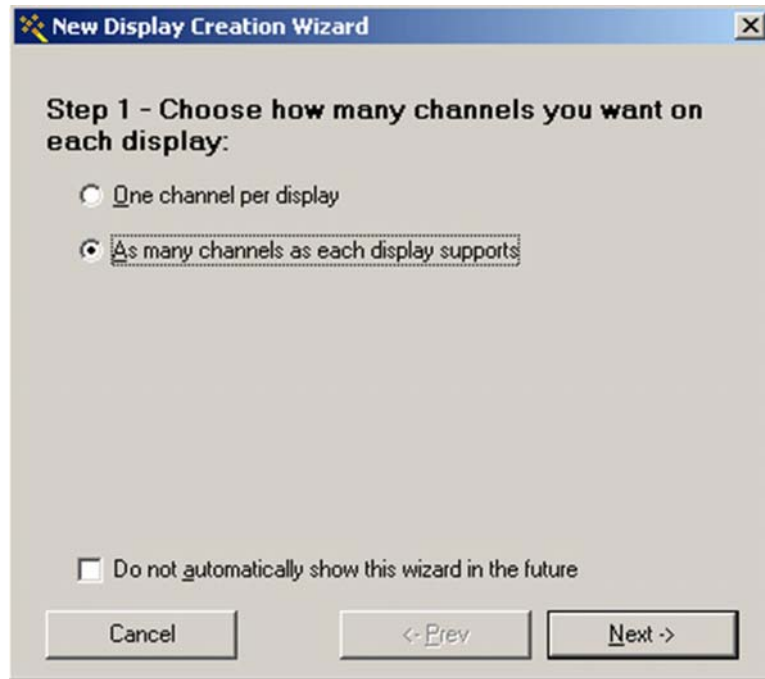 New Display Creation Wizard
Step 1 - Choose how many channels you want on
each display:
One channel per display
As many channels as each display supports
Do not automatically show this wizard in the future
Cancel
<- Prev
Next ->